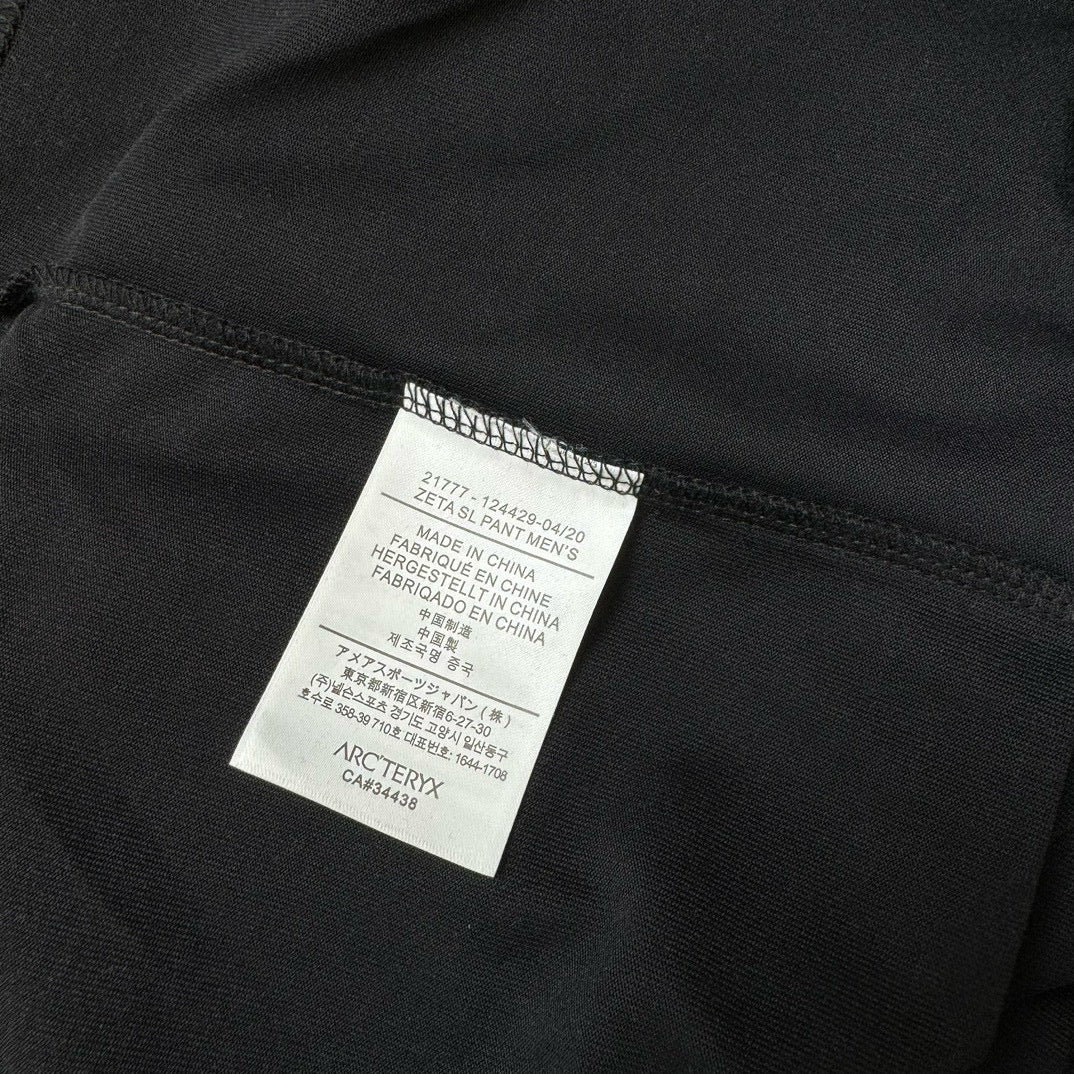 21777 - 124429-04/20
ZETA SL PANT MEN'S
MADE IN CHINA
FABRIQUÉ EN CHINE
HERGESTELLT IN CHINA
FABRIQADO EN CHINA
中国制造
中国製
제조국명 중국
アメアスポーツジャパン(株)
東京都新宿区新宿6-27-30
(주)넬슨스포츠 경기도 고양시 일산동구
호수로 358-39 710호 대표번호: 1644-1708
ARC'TERYX
CA#34438